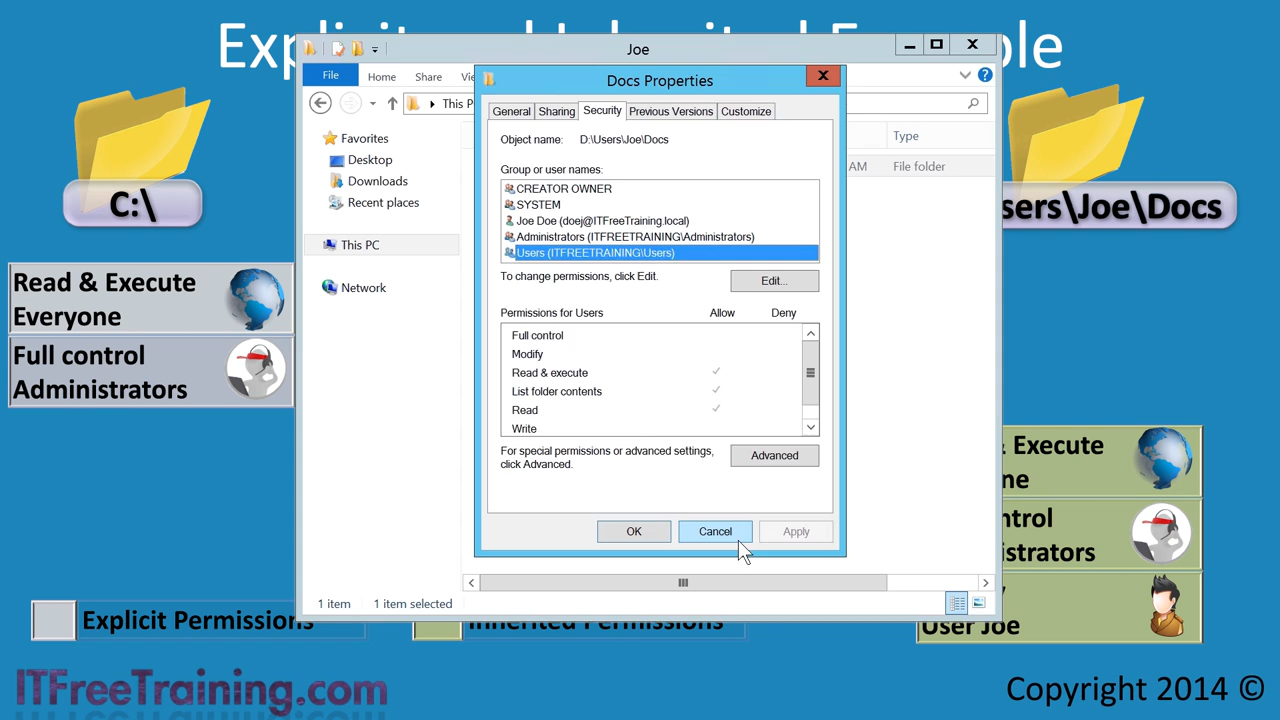 Exp
ple
Joe
File
Home
Share
This P
Type
AM
File folder
Favorites
Desktop
Downloads
Recent places
This PC
Network
1 item
1 item selected
Docs Properties
General
Sharing
Security
Previous Versions
Customize
Object name:
D:\Users\Joe\Docs
Group or user names:
CREATOR OWNER
SYSTEM
Joe Doe (doej@ITFreeTraining.local)
Administrators (ITFREETRAINING\Administrators)
Users (ITFREETRAINING\Users)
To change permissions, click Edit.
Edit...
Permissions for Users
Allow
Deny
Full control
Modify
Read & execute
List folder contents
Read
Write
For special permissions or advanced settings,
click Advanced.
Advanced
OK
Cancel
Apply
C:\
Read & Execute
Everyone
Full control
Administrators
sers\Joe\Docs
& Execute
ne
ntrol
istrators
User Joe
Explicit Permissions
Inherited Permissions
ITFreeTraining.com
Copyright 2014 ©